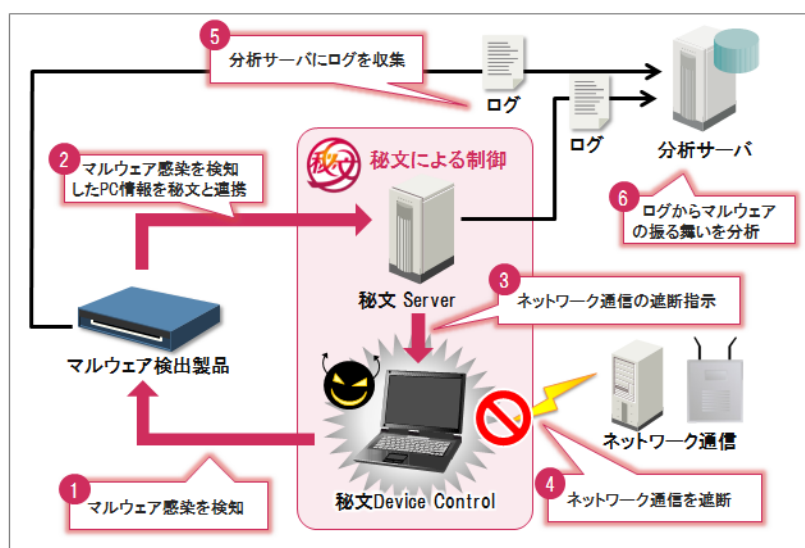 5
分析サーバにログを収集
ログ
ログ
分析サーバ
2
マルウェア感染を検知
したPC情報を秘文と連携
秘文
秘文による制御
6
ログからマルウェア
の振る舞いを分析
秘文 Server
3
ネットワーク通信の遮断指示
マルウェア検出製品
ネットワーク通信
1
マルウェア感染を検知
秘文Device Control
4
ネットワーク通信を遮断